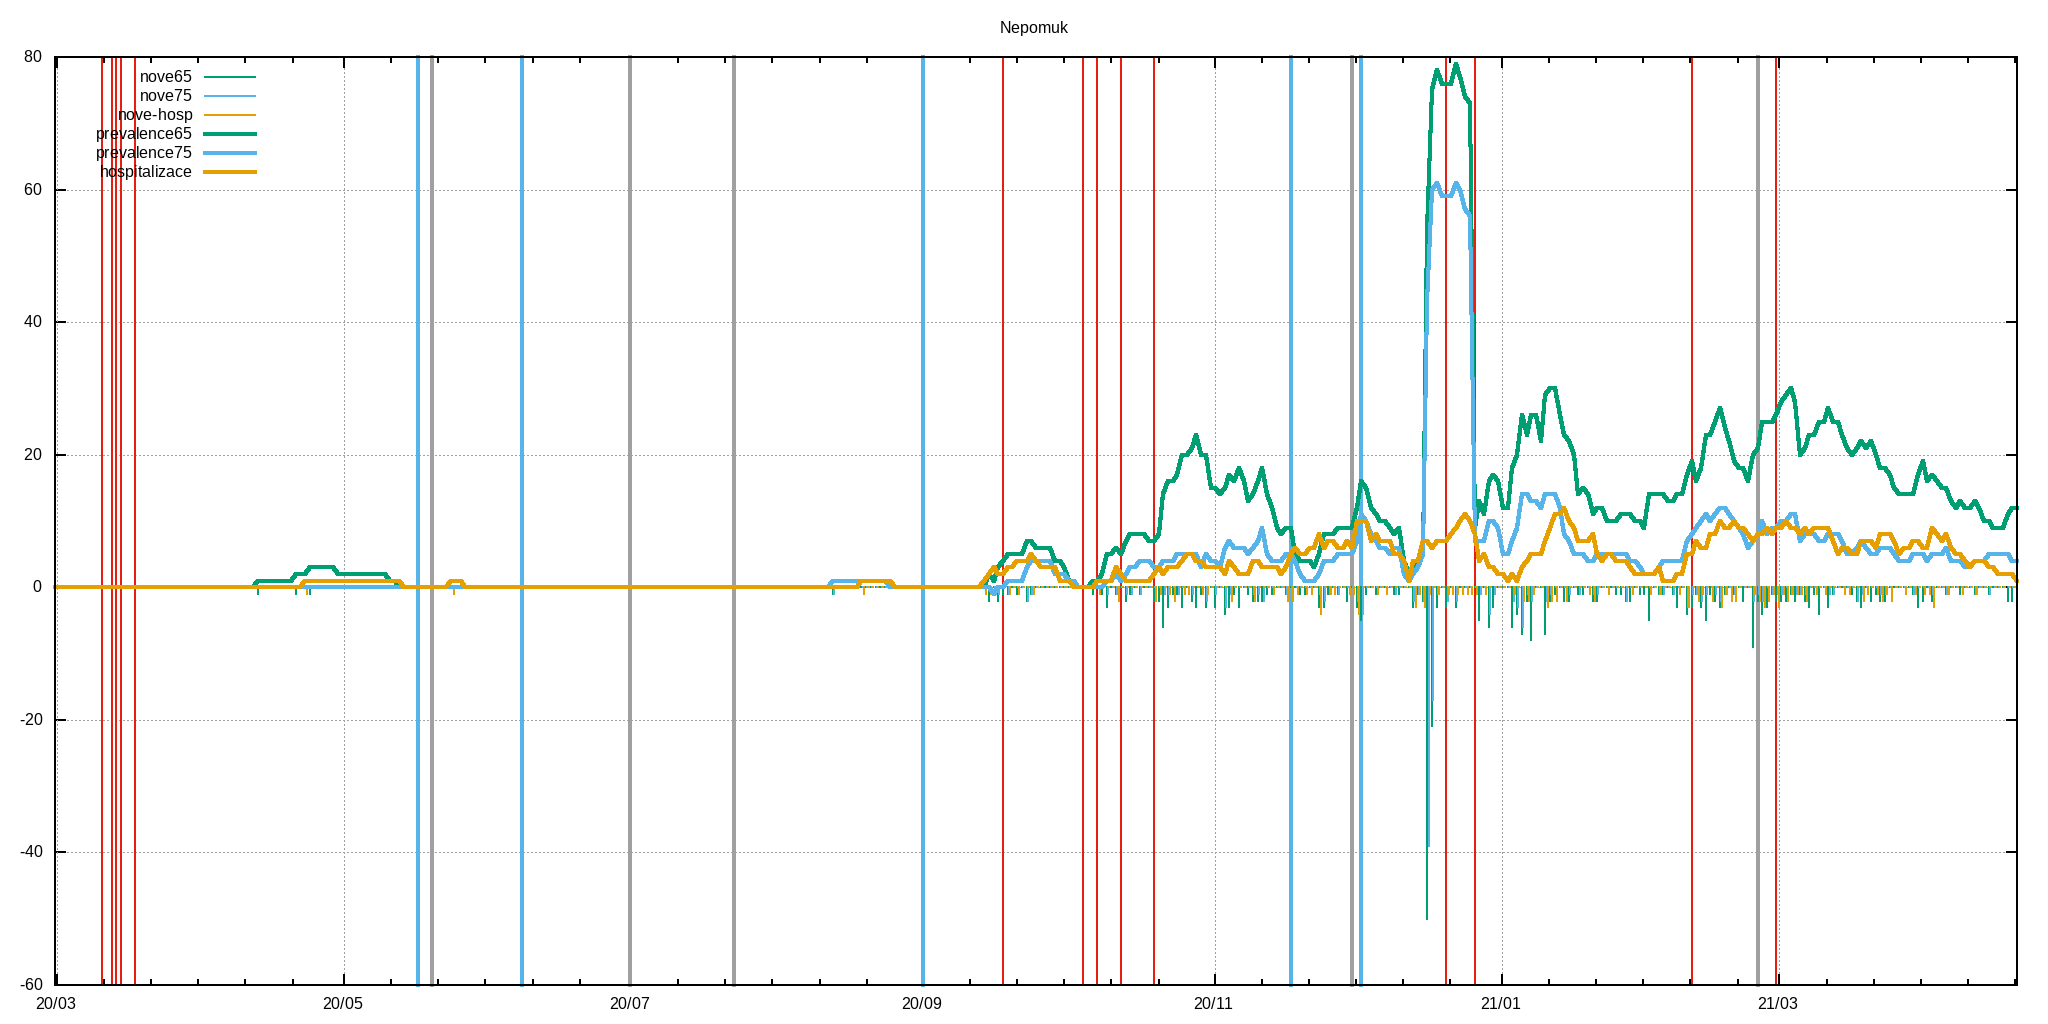 Nepomuk
80
60
40
20
0
-20
-40
-60
nove65
nove75
nove-hosp
prevalence65
prevalence75
hospitalizace
20/03 20/05 20/07 20/09 20/11 21/01 21/03